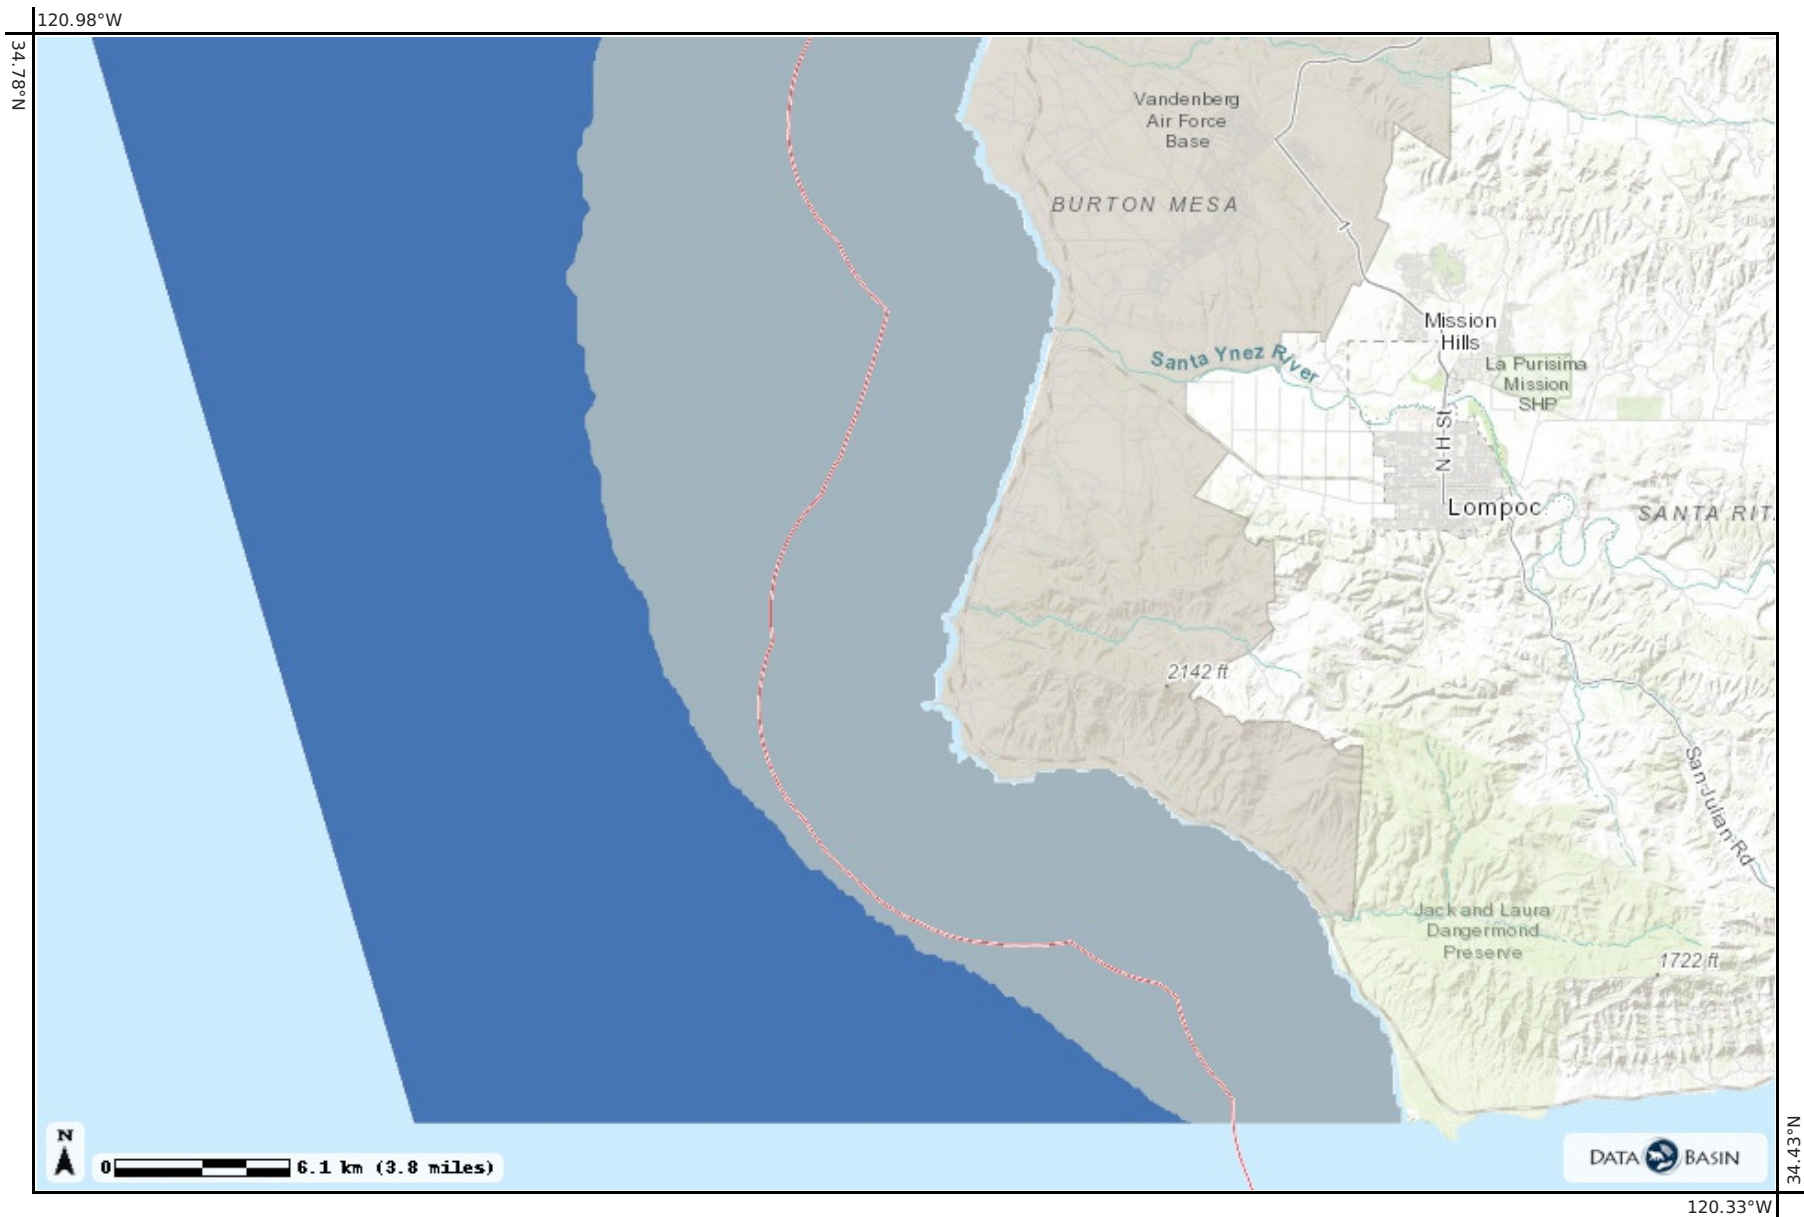 120.98°W
34.78°N
Vandenberg
Air Force
Base
BURTON MESA
1
Mission
Hills
Santa Ynez River
La Purisima
Mission
SHP
N H St
Lompoc
SANTA RIT
2142 ft
San Julian Rd
Jack and Laura
Dangermond
Preserve
1722 ft
N
0 6.1 km (3.8 miles)
DATA BASIN
34.43°N
120.33°W